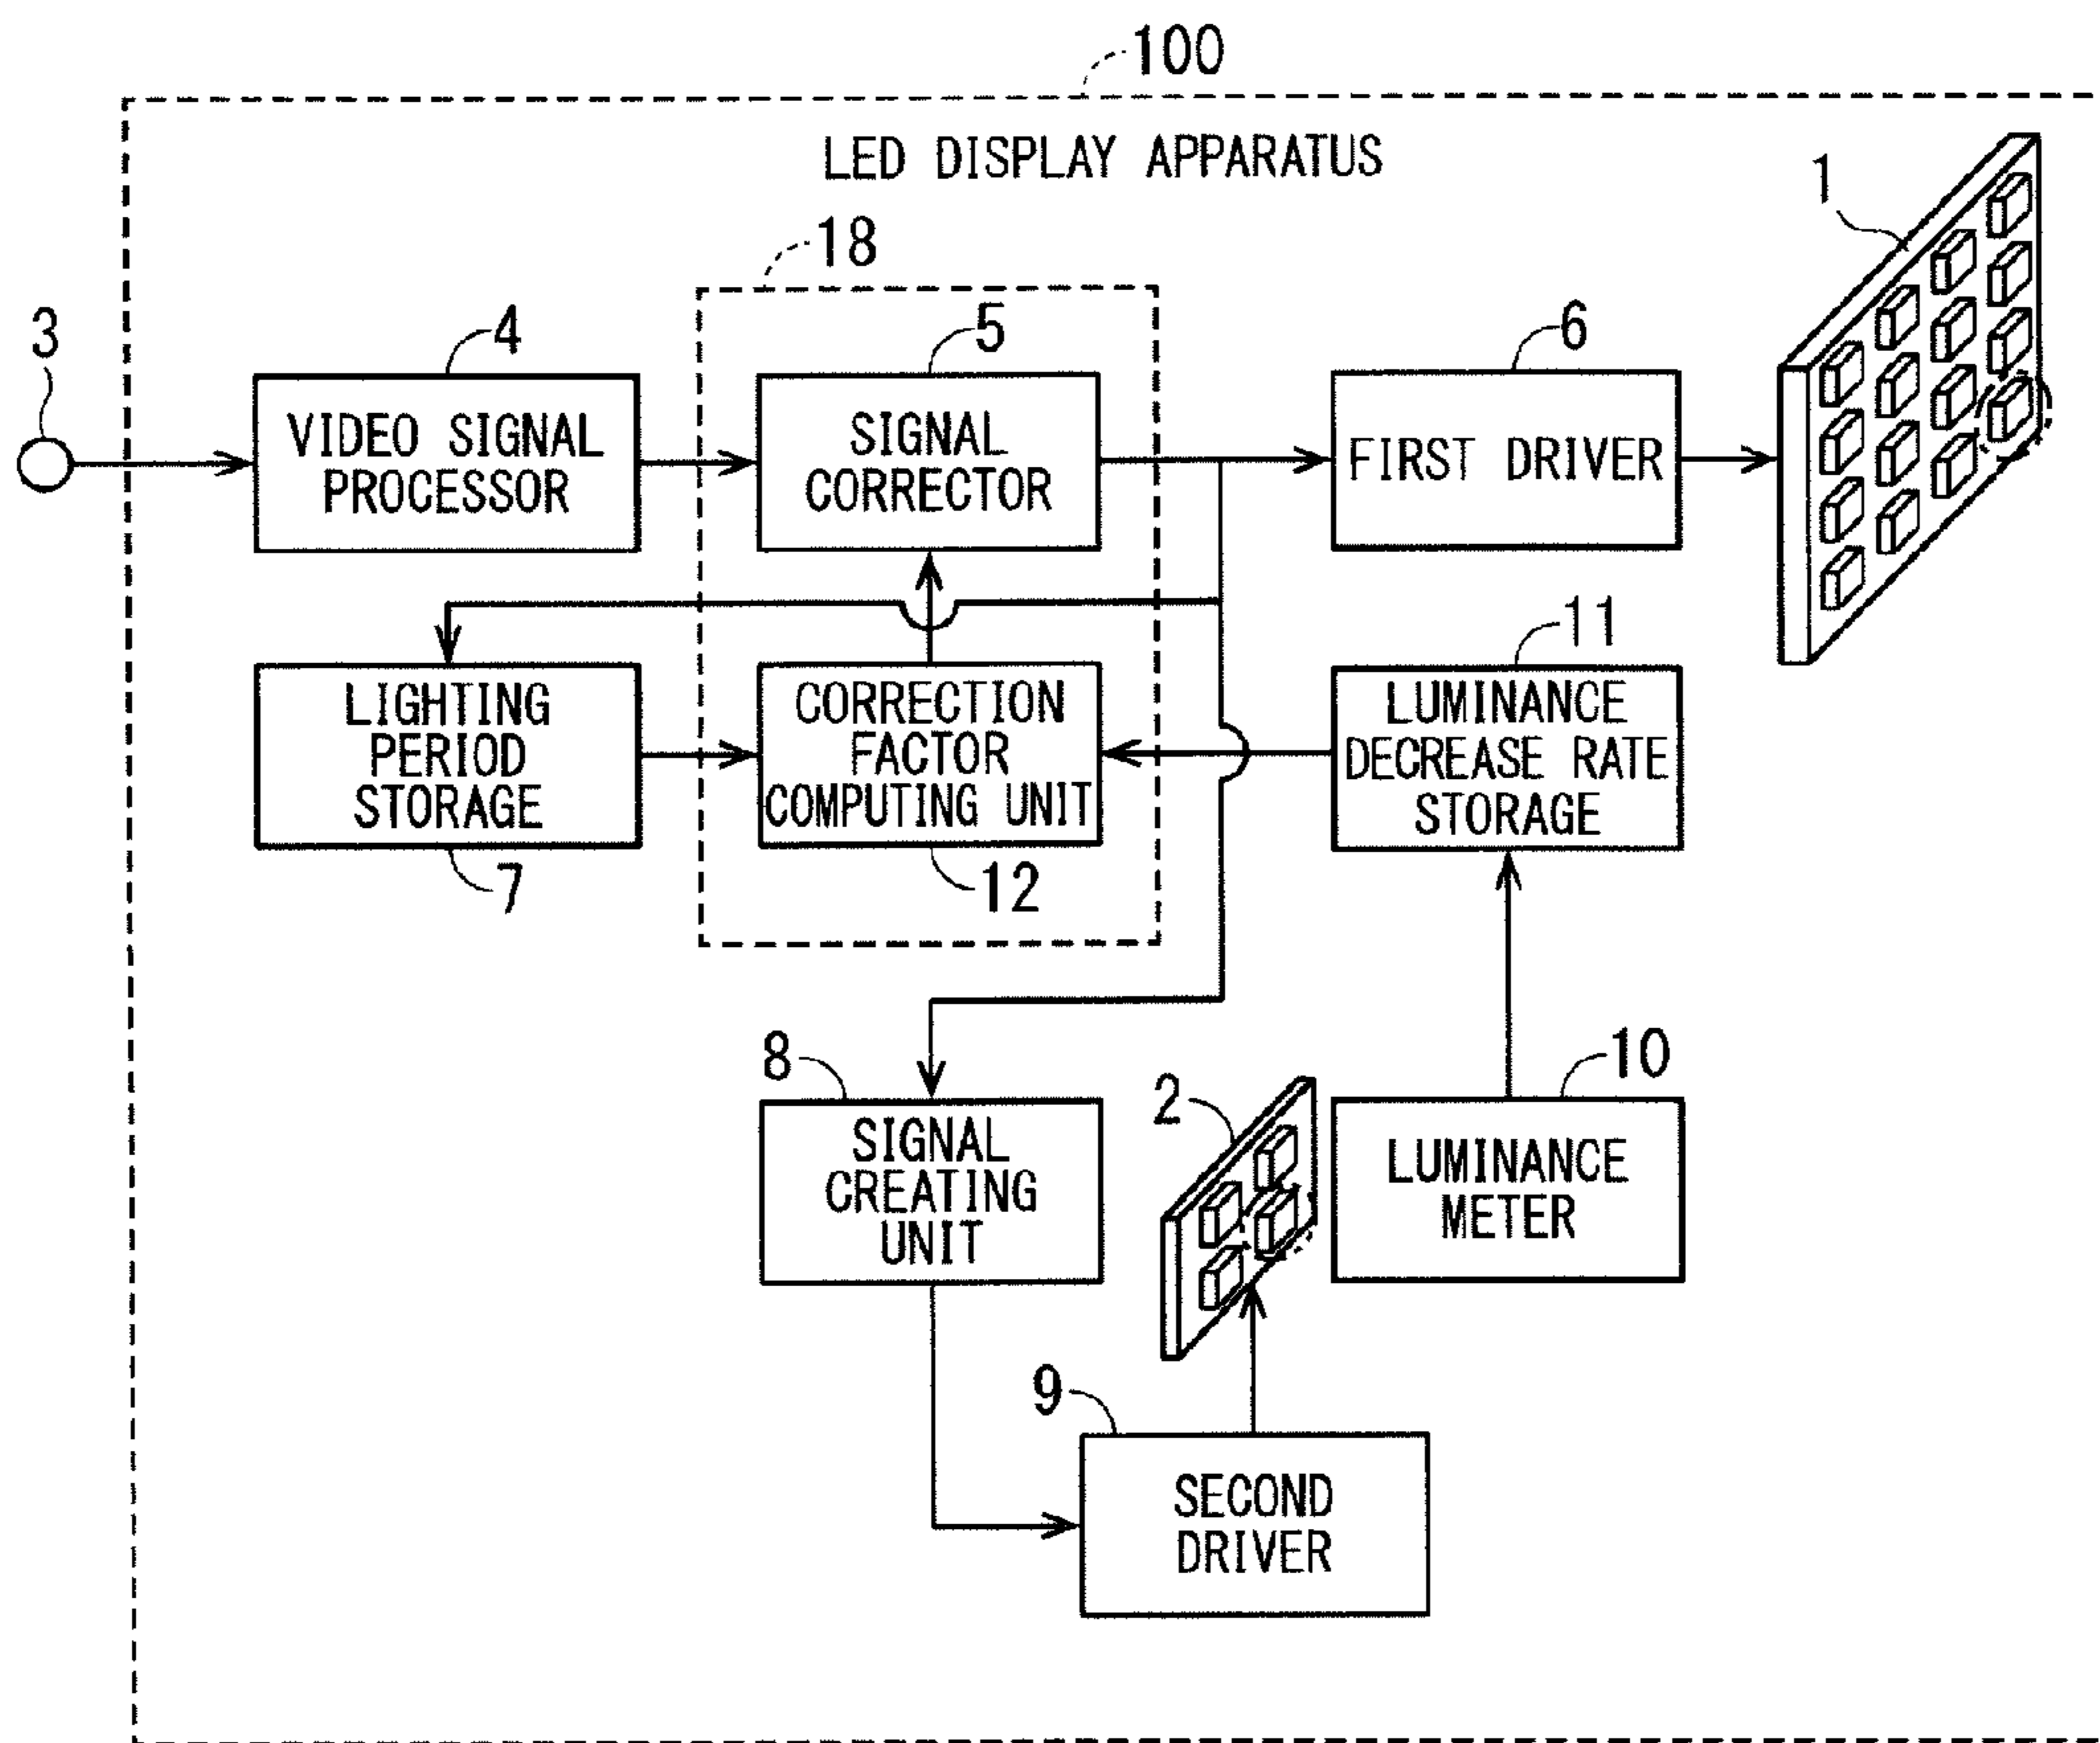 100
LED DISPLAY APPARATUS
1
18
3
4
5
6
VIDEO SIGNAL
PROCESSOR
SIGNAL
CORRECTOR
FIRST DRIVER
11
LIGHTING
PERIOD
STORAGE
CORRECTION
FACTOR
COMPUTING UNIT
LUMINANCE
DECREASE RATE
STORAGE
7
12
8
2
10
SIGNAL
CREATING
UNIT
LUMINANCE
METER
9
SECOND
DRIVER